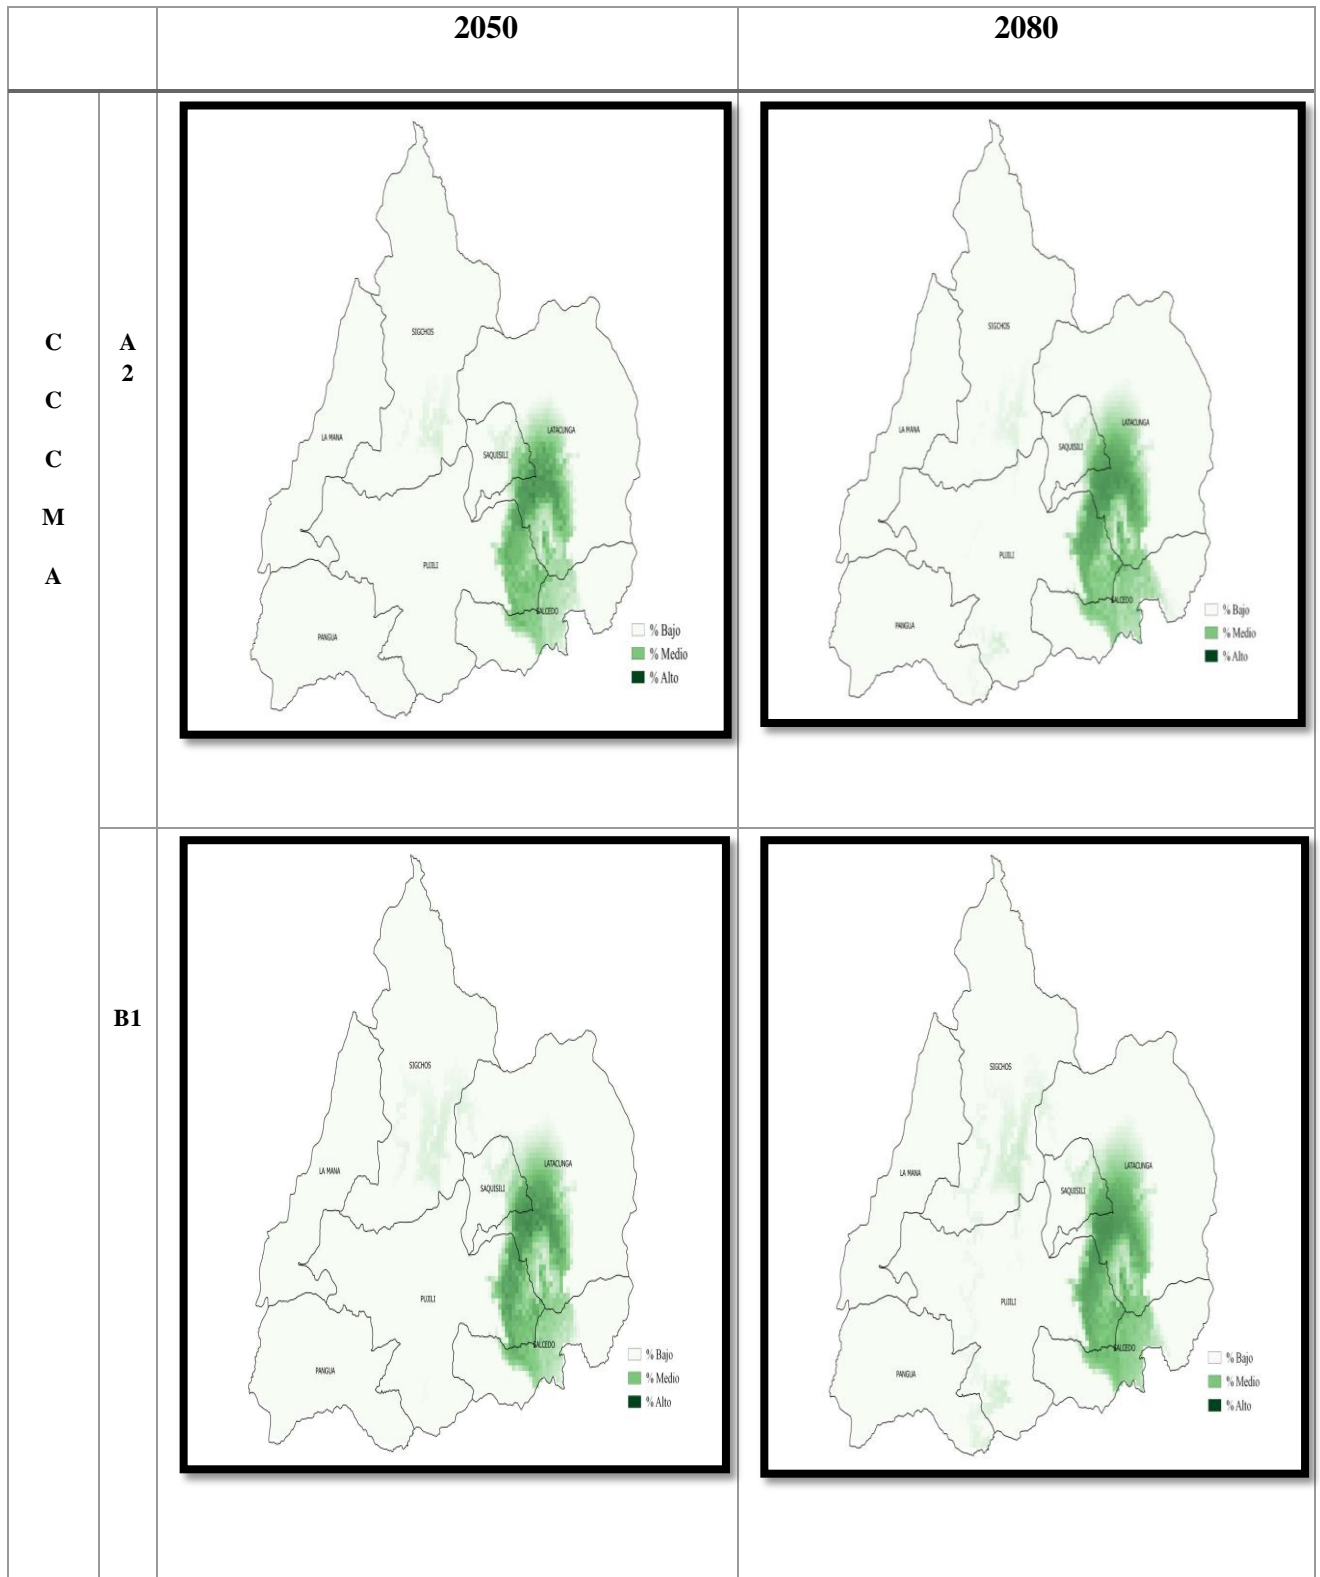 2050
2080
C
C
C
M
A
A
2
SIGCHOS
LA MANA
LATACUNGA
SAQUISILI
PUJILI
SALCEDO
PANGUA
% Bajo
% Medio
% Alto
SIGCHOS
LA MANA
LATACUNGA
SAQUISILI
PUJILI
SALCEDO
PANGUA
% Bajo
% Medio
% Alto
B1
SIGCHOS
LA MANA
LATACUNGA
SAQUISILI
PUJILI
SALCEDO
PANGUA
% Bajo
% Medio
% Alto
SIGCHOS
LA MANA
LATACUNGA
SAQUISILI
PUJILI
SALCEDO
PANGUA
% Bajo
% Medio
% Alto